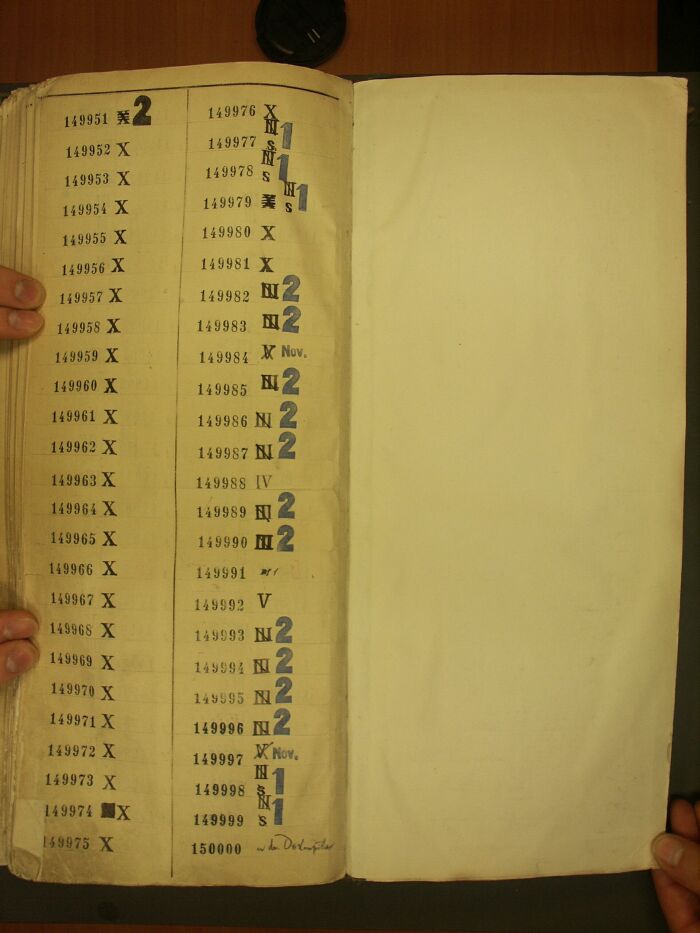 149951 X 2
149952 X
149953 X
149954 X
149955 X
149956 X
149957 X
149958 X
149959 X
149960 X
149961 X
149962 X
149963 X
149964 X
149965 X
149966 X
149967 X
149968 X
149969 X
149970 X
149971 X
149972 X
149973 X
149974 X
149975 X
149976 X
149977 s 1
149978 s 1
149979 X s 1
149980 X
149981 X
149982 2
149983 2
149984 V Nov.
149985 2
149986 2
149987 2
149988 IV
149989 2
149990 2
149991
149992 V
149993 2
149994 2
149995 2
149996 2
149997 V Nov.
149998 s 1
149999 s 1
150000